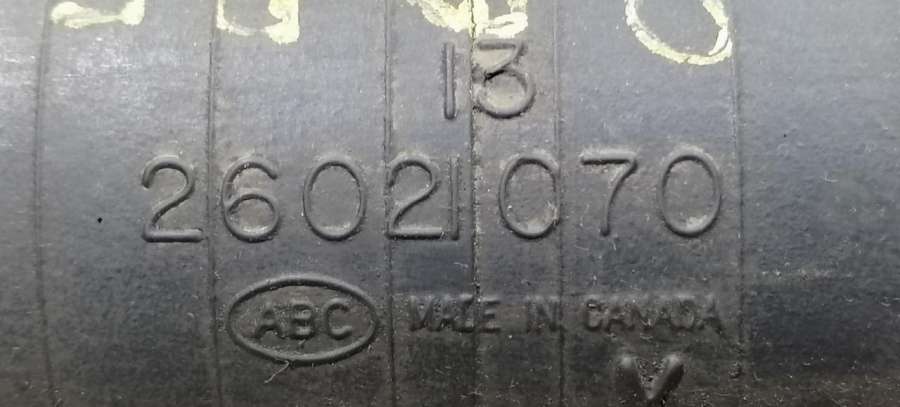 13
26021070
ABC MADE IN CANADA
V